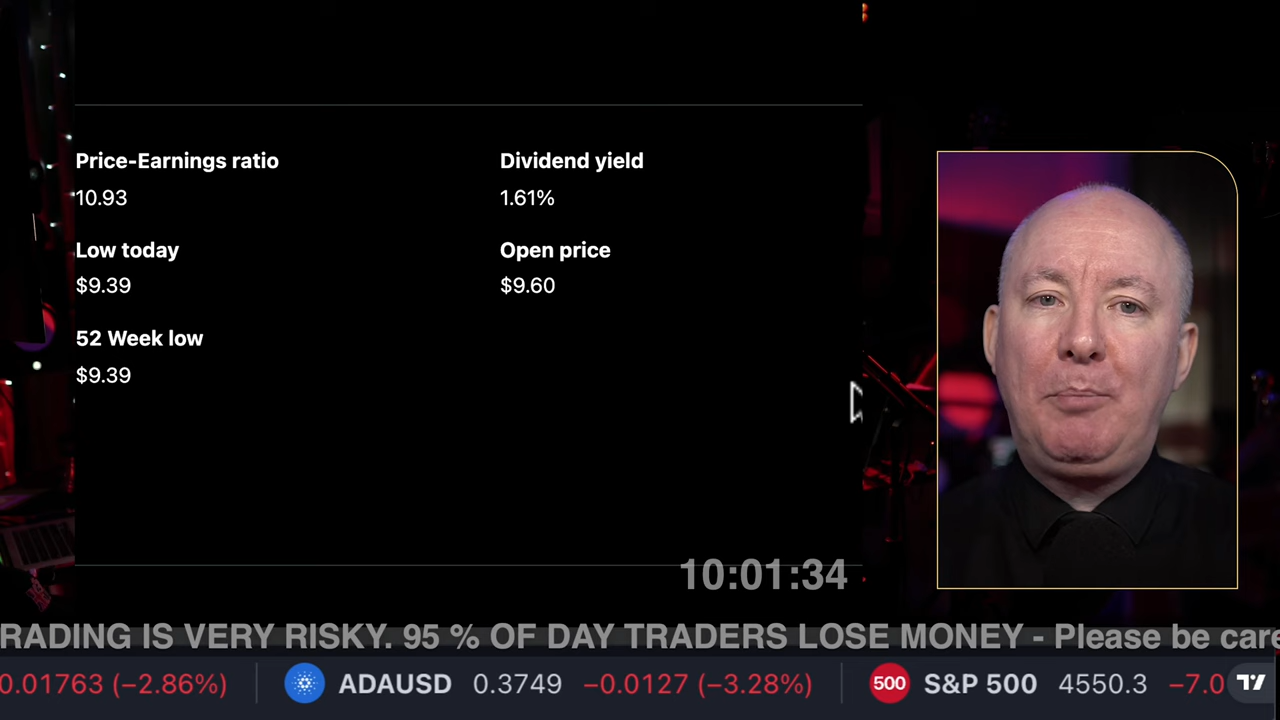 Price-Earnings ratio
10.93
Dividend yield
1.61%
Low today
$9.39
Open price
$9.60
52 Week low
$9.39
10:01:34
RADING IS VERY RISKY. 95 % OF DAY TRADERS LOSE MONEY - Please be care
0.01763 (−2.86%) ADAUSD 0.3749 −0.0127 (−3.28%) 500 S&P 500 4550.3 −7.0